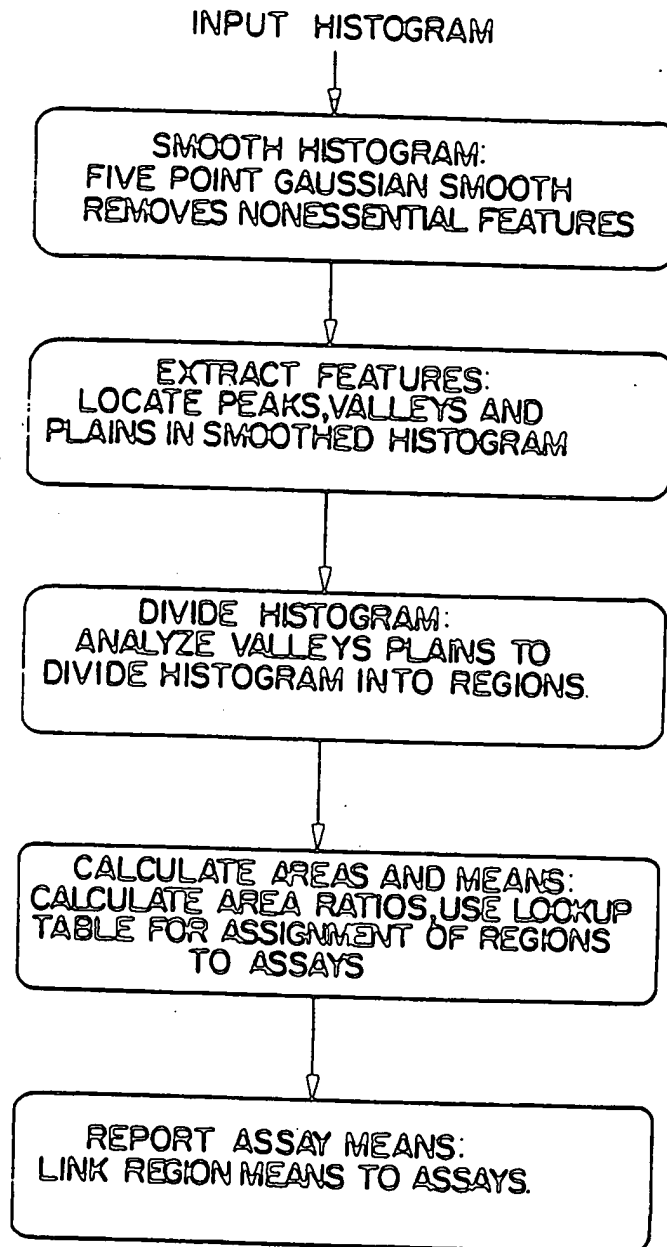 INPUT HISTOGRAM
SMOOTH HISTOGRAM:
FIVE POINT GAUSSIAN SMOOTH
REMOVES NONESSENTIAL FEATURES
EXTRACT FEATURES:
LOCATE PEAKS,VALLEYS AND
PLAINS IN SMOOTHED HISTOGRAM
DIVIDE HISTOGRAM:
ANALYZE VALLEYS PLAINS TO
DIVIDE HISTOGRAM INTO REGIONS.
CALCULATE AREAS AND MEANS:
CALCULATE AREA RATIOS,USE LOOKUP
TABLE FOR ASSIGNMENT OF REGIONS
TO ASSAYS
REPORT ASSAY MEANS:
LINK REGION MEANS TO ASSAYS.